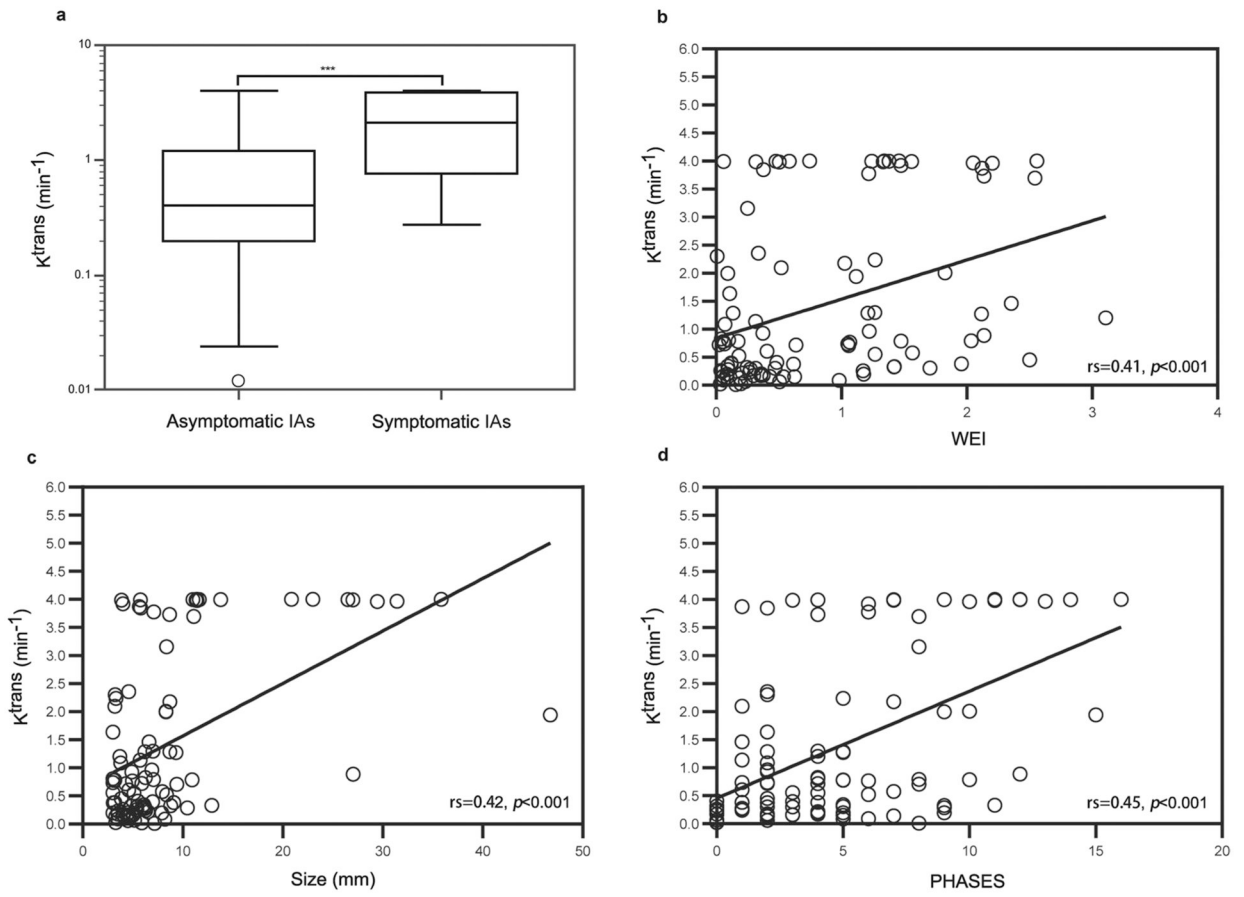 a
10
1
0.1
0.01
Ktrans (min-1)
***
Asymptomatic IAs
Symptomatic IAs
b
6.0
5.5
5.0
4.5
4.0
3.5
3.0
2.5
2.0
1.5
1.0
0.5
0.0
Ktrans (min-1)
rs=0.41, p<0.001
0 1 2 3 4
WEI
c
6.0
5.5
5.0
4.5
4.0
3.5
3.0
2.5
2.0
1.5
1.0
0.5
0.0
Ktrans (min-1)
rs=0.42, p<0.001
0 10 20 30 40 50
Size (mm)
d
6.0
5.5
5.0
4.5
4.0
3.5
3.0
2.5
2.0
1.5
1.0
0.5
0.0
Ktrans (min-1)
rs=0.45, p<0.001
0 5 10 15 20
PHASES